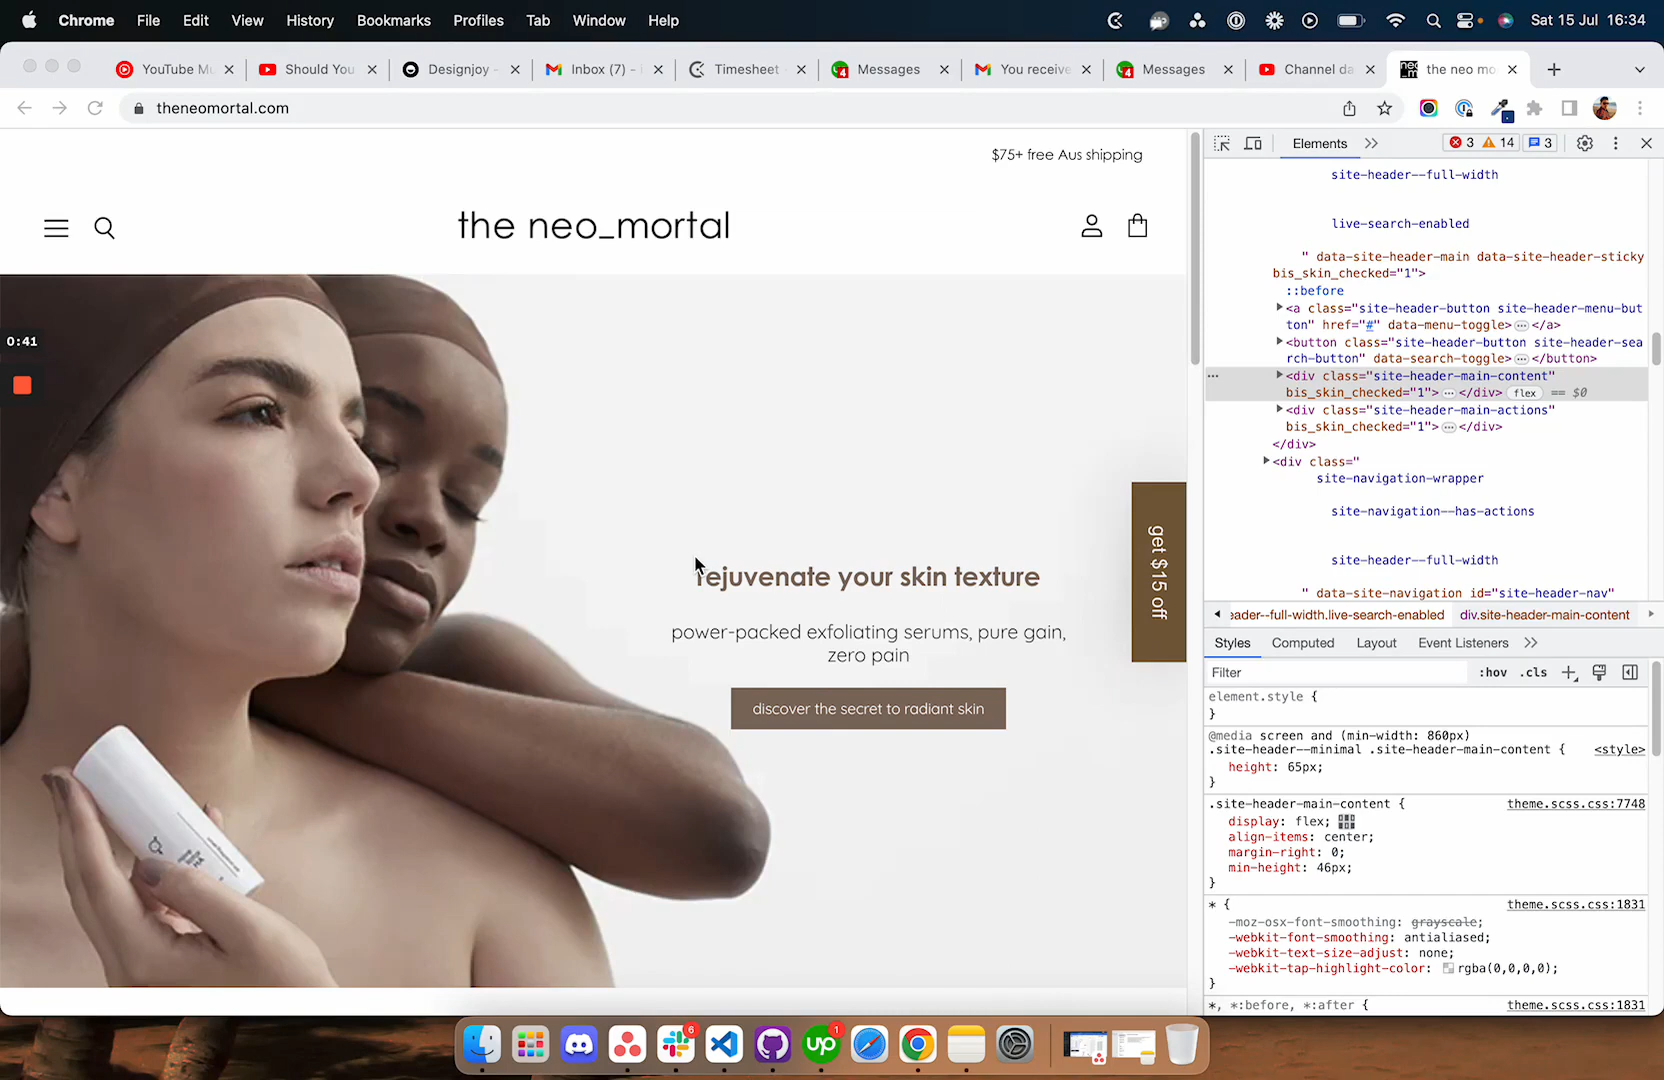 Chrome File Edit View History Bookmarks Profiles Tab Window Help Sat 15 Jul 16:34
YouTube Mu Should You Designjoy - Inbox (7) - Timesheet Messages You receive Messages Channel da the neo mo
theneomortal.com
$75+ free Aus shipping
the neo_mortal
0:41
rejuvenate your skin texture
power-packed exfoliating serums, pure gain,
zero pain
discover the secret to radiant skin
get $15 off
Elements 3 14 3
site-header--full-width
live-search-enabled
" data-site-header-main data-site-header-sticky
bis_skin_checked="1">
::before
<a class="site-header-button site-header-menu-but
ton" href="#" data-menu-toggle>…</a>
<button class="site-header-button site-header-sea
rch-button" data-search-toggle>…</button>
<div class="site-header-main-content"
bis_skin_checked="1">…</div> flex == $0
<div class="site-header-main-actions"
bis_skin_checked="1">…</div>
</div>
<div class="
site-navigation-wrapper
site-navigation--has-actions
site-header--full-width
" data-site-navigation id="site-header-nav"
eader--full-width.live-search-enabled div.site-header-main-content
Styles Computed Layout Event Listeners
Filter :hov .cls
element.style {
}
@media screen and (min-width: 860px)
.site-header--minimal .site-header-main-content { <style>
height: 65px;
}
.site-header-main-content { theme.scss.css:7748
display: flex;
align-items: center;
margin-right: 0;
min-height: 46px;
}
* { theme.scss.css:1831
-moz-osx-font-smoothing: grayscale;
-webkit-font-smoothing: antialiased;
-webkit-text-size-adjust: none;
-webkit-tap-highlight-color: rgba(0,0,0,0);
}
*, *:before, *:after { theme.scss.css:1831
6
up
1